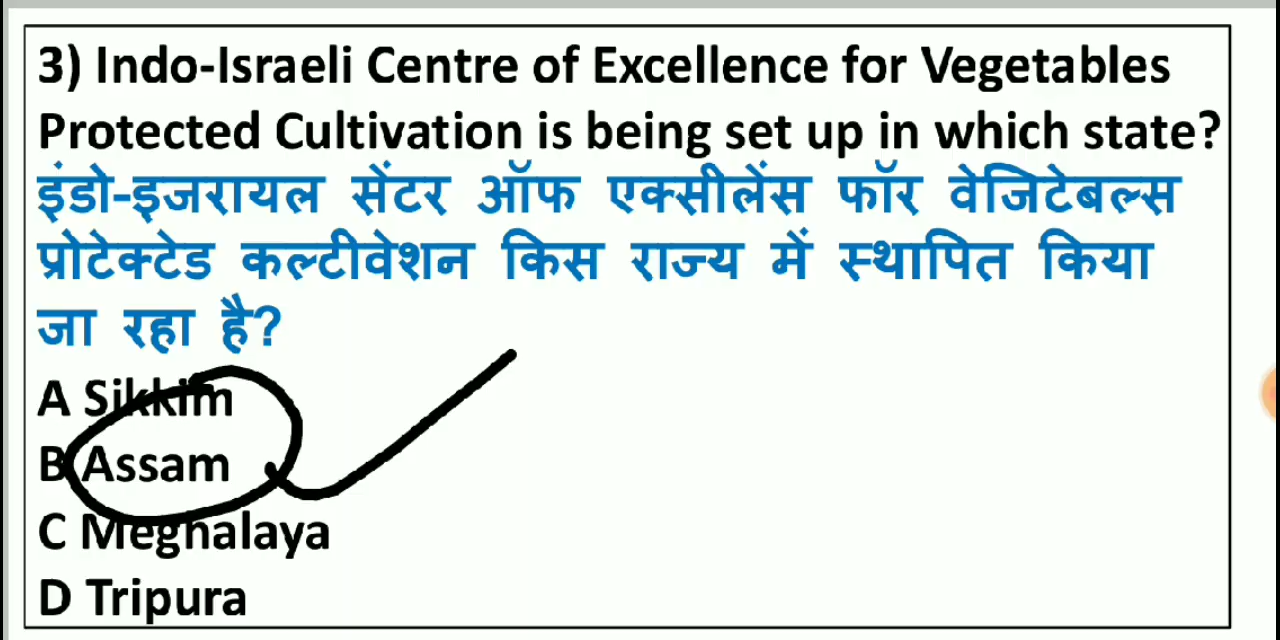 3) Indo-Israeli Centre of Excellence for Vegetables
Protected Cultivation is being set up in which state?
इंडो-इजरायल सेंटर ऑफ एक्सीलेंस फॉर वेजिटेबल्स
प्रोटेक्टेड कल्टीवेशन किस राज्य में स्थापित किया
जा रहा है?
A Sikkim
B Assam
C Meghalaya
D Tripura